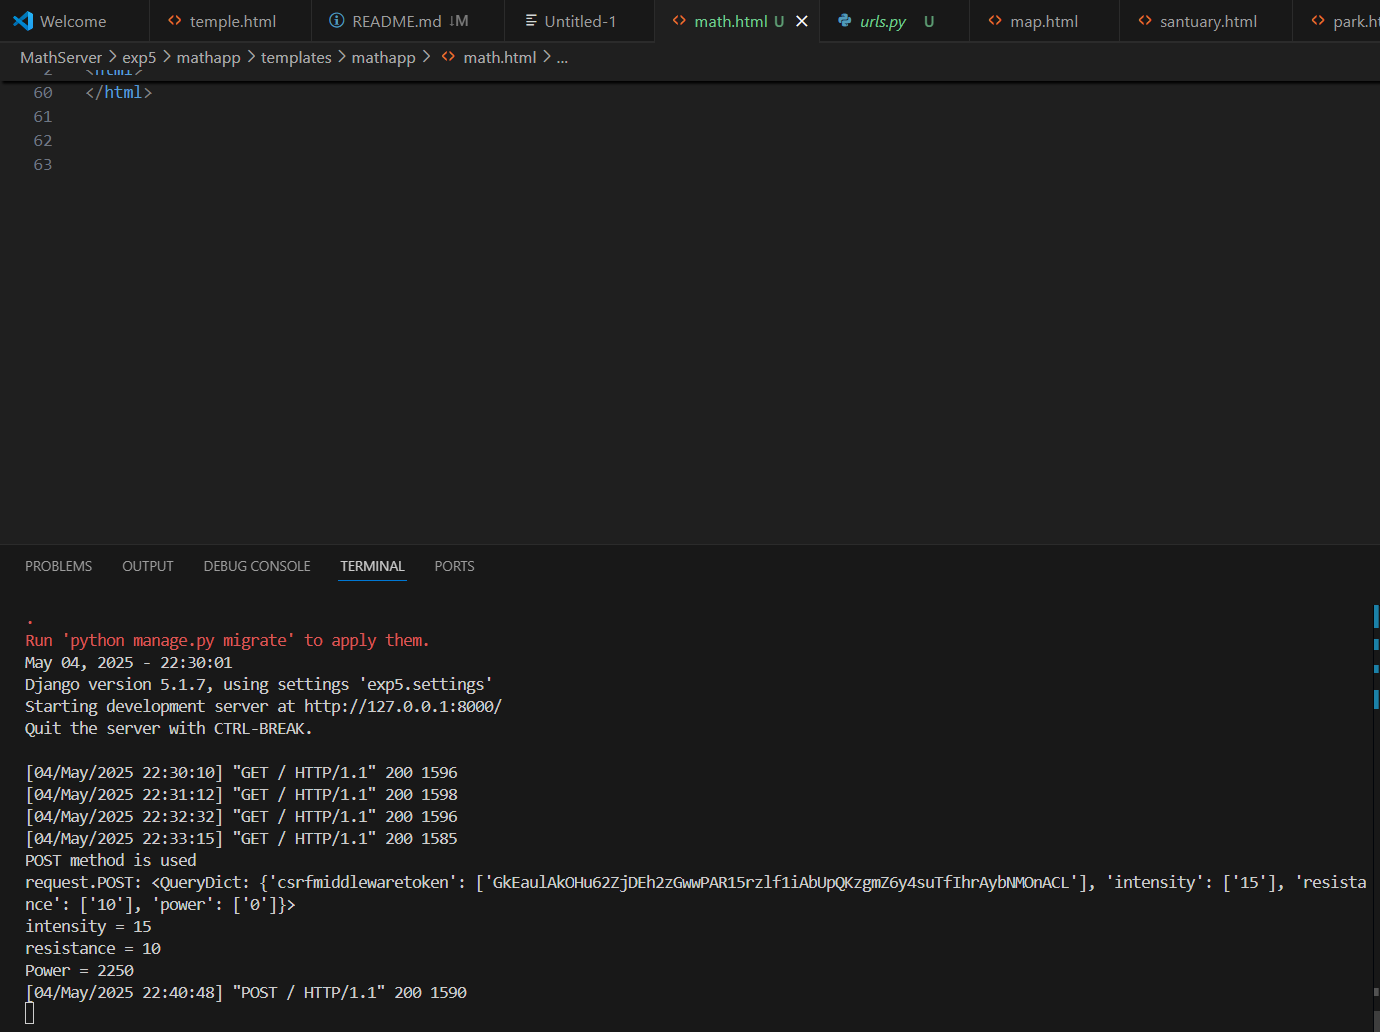 Welcome
temple.html
README.md ↓M
Untitled-1
math.html U
urls.py U
map.html
santuary.html
park.ht
MathServer > exp5 > mathapp > templates > mathapp > <> math.html > ...
2 <html>
60 </html>
61
62
63
PROBLEMS OUTPUT DEBUG CONSOLE TERMINAL PORTS
.
Run 'python manage.py migrate' to apply them.
May 04, 2025 - 22:30:01
Django version 5.1.7, using settings 'exp5.settings'
Starting development server at http://127.0.0.1:8000/
Quit the server with CTRL-BREAK.
[04/May/2025 22:30:10] "GET / HTTP/1.1" 200 1596
[04/May/2025 22:31:12] "GET / HTTP/1.1" 200 1598
[04/May/2025 22:32:32] "GET / HTTP/1.1" 200 1596
[04/May/2025 22:33:15] "GET / HTTP/1.1" 200 1585
POST method is used
request.POST: <QueryDict: {'csrfmiddlewaretoken': ['GkEaulAkOHu62ZjDEh2zGwwPAR15rzlf1iAbUpQKzgmZ6y4suTfIhrAybNMOnACL'], 'intensity': ['15'], 'resista
nce': ['10'], 'power': ['0']}>
intensity = 15
resistance = 10
Power = 2250
[04/May/2025 22:40:48] "POST / HTTP/1.1" 200 1590